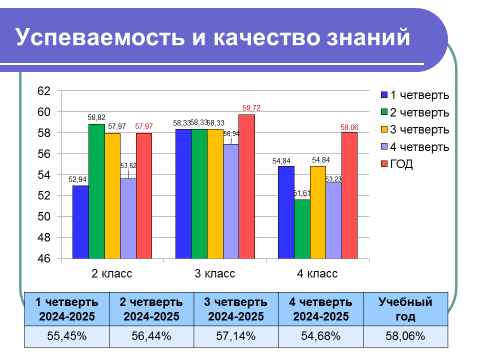 Успеваемость и качество знаний
62
60
58
56
54
52
50
48
46
52,94
58,82
57,97
53,62
57,97
58,33
58,33
58,33
56,94
59,72
54,84
51,61
54,84
53,23
58,06
2 класс
3 класс
4 класс
1 четверть
2 четверть
3 четверть
4 четверть
ГОД
1 четверть 2 четверть 3 четверть 4 четверть Учебный
2024-2025 2024-2025 2024-2025 2024-2025 год
55,45% 56,44% 57,14% 54,68% 58,06%